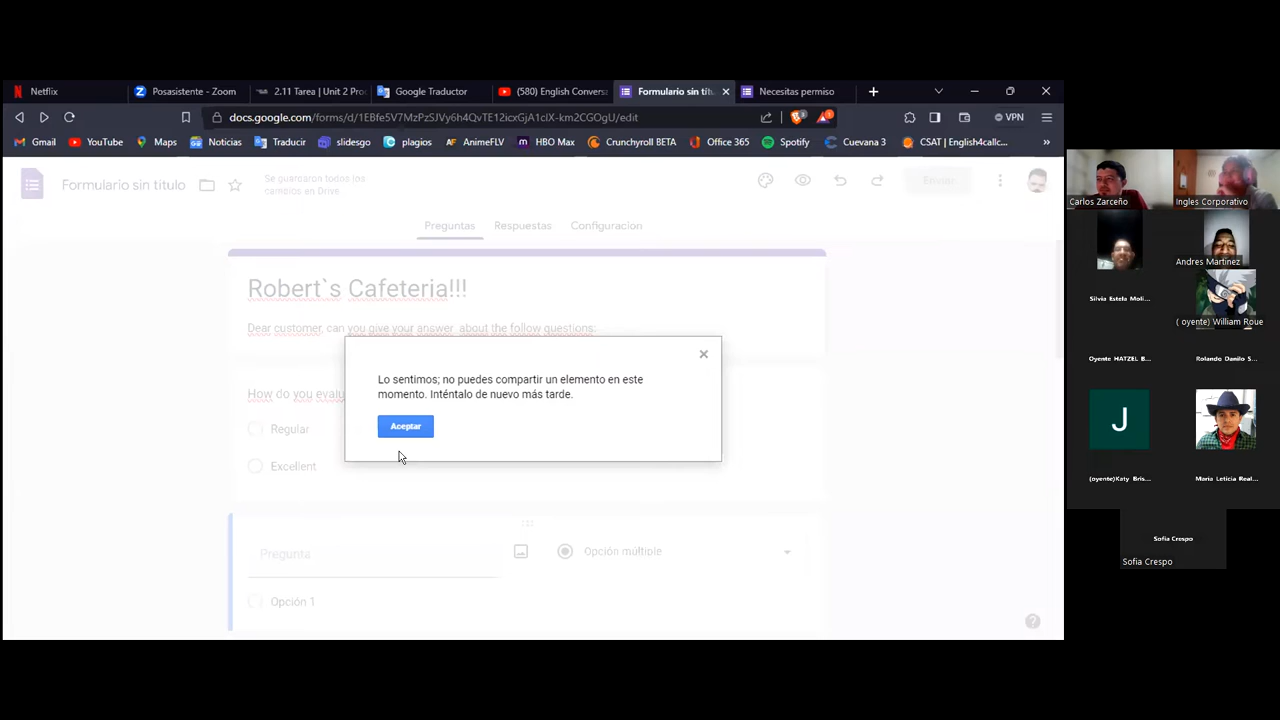 Netflix
Posasistente - Zoom
2.11 Tarea | Unit 2 Pro
Google Traductor
(580) English Convers
Formulario sin títu
Necesitas permiso
docs.google.com/forms/d/1EBfe5V7MzPzSJVy6h4QvTE12icxGjA1cIX-km2CGOgU/edit
VPN
Gmail
YouTube
Maps
Noticias
Traducir
slidesgo
plagios
AnimeFLV
HBO Max
Crunchyroll BETA
Office 365
Spotify
Cuevana 3
CSAT | English4callc...
»
Formulario sin título
Se guardaron todos los
cambios en Drive
Enviar
Preguntas
Respuestas
Configuracion
Robert`s Cafeteria!!!
Dear customer, can you give your answer about the follow questions:
How do you evalu
Regular
Excellent
Lo sentimos; no puedes compartir un elemento en este
momento. Inténtalo de nuevo más tarde.
Aceptar
Pregunta
Opción múltiple
Opción 1
Carlos Zarceño
Ingles Corporativo
Andres Martinez
Silvia Estela Moli...
( oyente) William Roue
Oyente HATZEL B...
Rolando Danilo S...
J
(oyente)Katy Bris...
Maria Leticia Real...
Sofia Crespo
Sofia Crespo